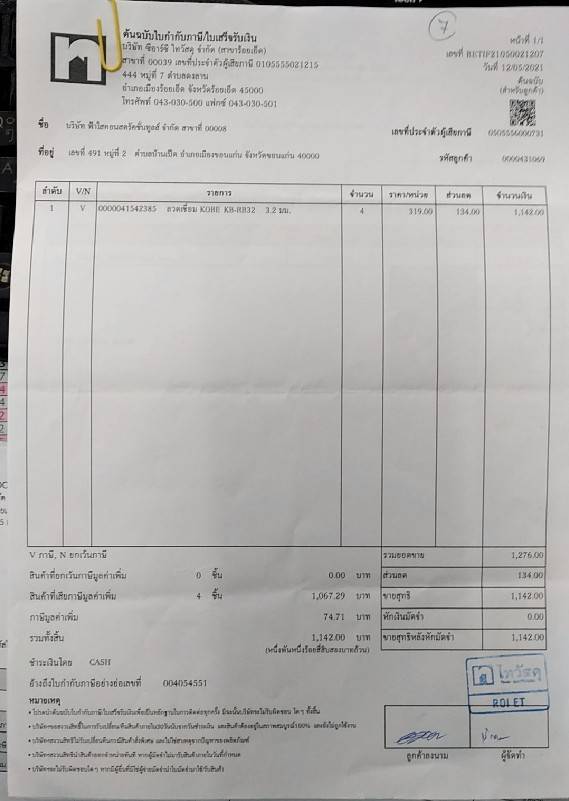 ต้นฉบับใบกำกับภาษี/ใบเสร็จรับเงิน
บริษัท ซีอาร์ซี ไทวัสดุ จำกัด (สาขาร้อยเอ็ด)
สาขาที่ 00039 เลขที่ประจำตัวผู้เสียภาษี 0105555021215
444 หมู่ที่ 7 ตำบลดงลาน
อำเภอเมืองร้อยเอ็ด จังหวัดร้อยเอ็ด 45000
โทรศัพท์ 043-030-500 แฟกซ์ 043-030-501
7
หน้าที่ 1/1
เลขที่ RETIF21050021207
วันที่ 12/05/2021
ต้นฉบับ
(สำหรับลูกค้า)
ชื่อ บริษัท ฟ้าใสคอนสตรัคชั่นทูลส์ จำกัด สาขาที่ 00008
เลขที่ประจำตัวผู้เสียภาษี 0505556000731
ที่อยู่ เลขที่ 491 หมู่ที่ 2 ตำบลบ้านเป็ด อำเภอเมืองขอนแก่น จังหวัดขอนแก่น 40000
รหัสลูกค้า 0000431069
ลำดับ V/N รายการ จำนวน ราคา/หน่วย ส่วนลด จำนวนเงิน
1 V 0000041542385 ลวดเชื่อม KOBE KB-RB32 3.2 มม. 4 319.00 134.00 1,142.00
V ภาษี, N ยกเว้นภาษี
รวมยอดขาย 1,276.00
สินค้าที่ยกเว้นภาษีมูลค่าเพิ่ม 0 ชิ้น 0.00 บาท
ส่วนลด 134.00
สินค้าที่เสียภาษีมูลค่าเพิ่ม 4 ชิ้น 1,067.29 บาท
ขายสุทธิ 1,142.00
ภาษีมูลค่าเพิ่ม 74.71 บาท
หักเงินมัดจำ 0.00
รวมทั้งสิ้น 1,142.00 บาท
ขายสุทธิหลังหักมัดจำ 1,142.00
(หนึ่งพันหนึ่งร้อยสี่สิบสองบาทถ้วน)
ชำระเงินโดย CASH
อ้างถึงใบกำกับภาษีอย่างย่อเลขที่ 004054551
ไทวัสดุ
ROI ET
หมายเหตุ
ลูกค้าลงนาม
ผู้จัดทำ